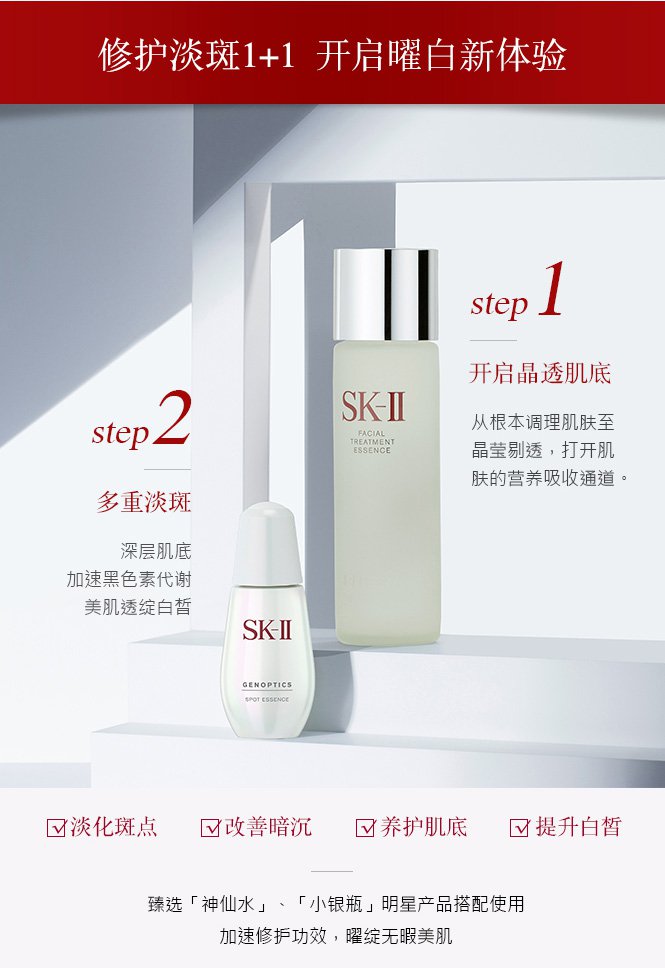 修护淡斑1+1 开启曜白新体验
step 1
开启晶透肌底
从根本调理肌肤至
晶莹剔透，打开肌
肤的营养吸收通道。
SK-II
FACIAL
TREATMENT
ESSENCE
step 2
多重淡斑
深层肌底
加速黑色素代谢
美肌透绽白皙
SK-II
GENOPTICS
SPOT ESSENCE
淡化斑点 改善暗沉 养护肌底 提升白皙
臻选「神仙水」、「小银瓶」明星产品搭配使用
加速修护功效，曜绽无暇美肌